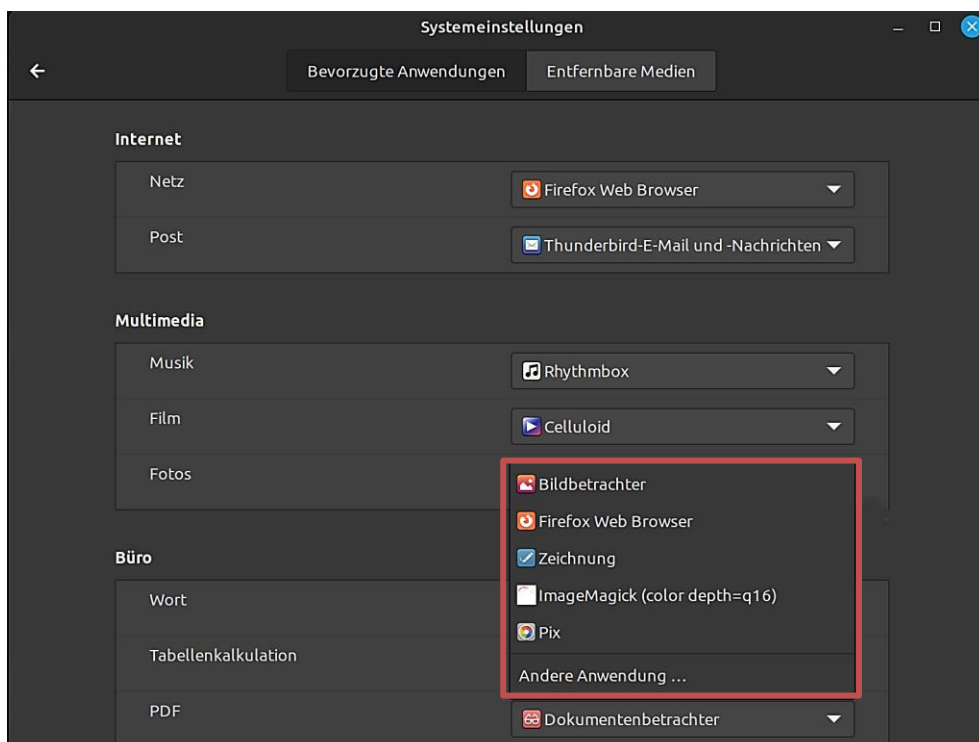 Systemeinstellungen
Bevorzugte Anwendungen
Entfernbare Medien
Internet
Netz
Firefox Web Browser
Post
Thunderbird-E-Mail und -Nachrichten
Multimedia
Musik
Rhythmbox
Film
Celluloid
Fotos
Bildbetrachter
Firefox Web Browser
Zeichnung
ImageMagick (color depth=q16)
Pix
Andere Anwendung ...
Büro
Wort
Tabellenkalkulation
PDF
Dokumentenbetrachter